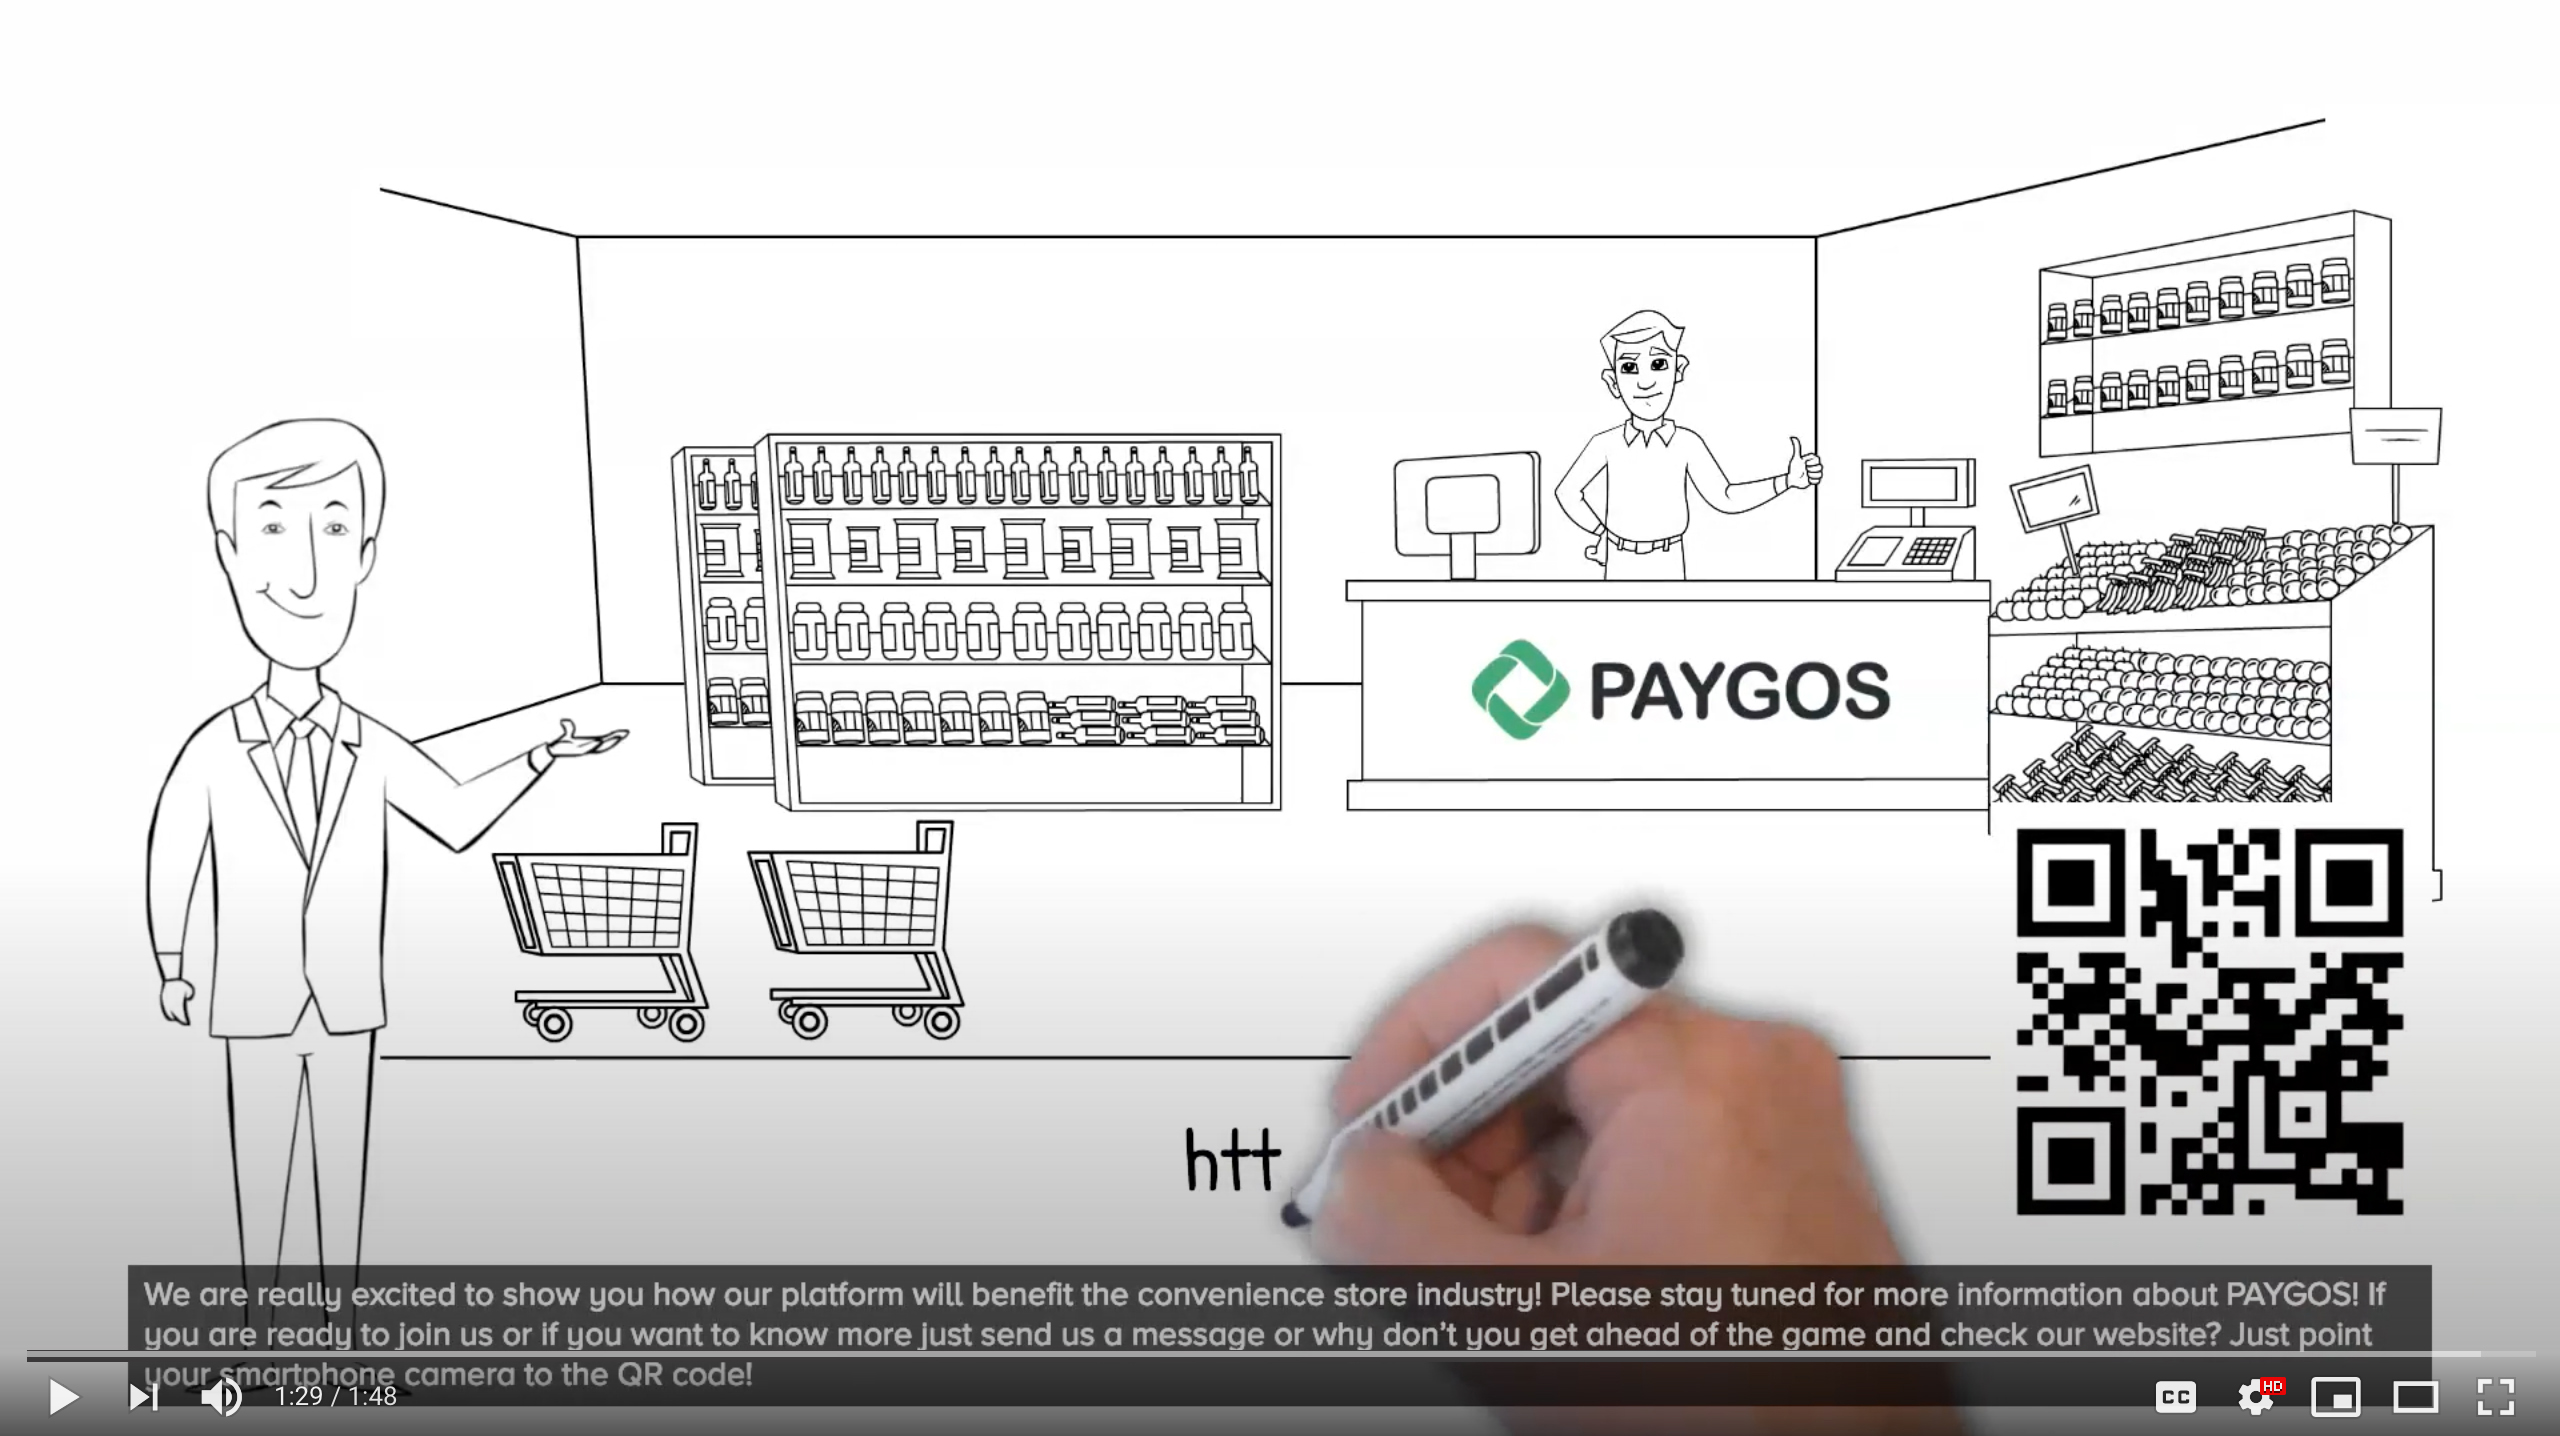 PAYGOS
htt
We are really excited to show you how our platform will benefit the convenience store industry! Please stay tuned for more information about PAYGOS! If
you are ready to join us or if you want to know more just send us a message or why don’t you get ahead of the game and check our website? Just point
your smartphone camera to the QR code!
1:29 / 1:48
CC
HD